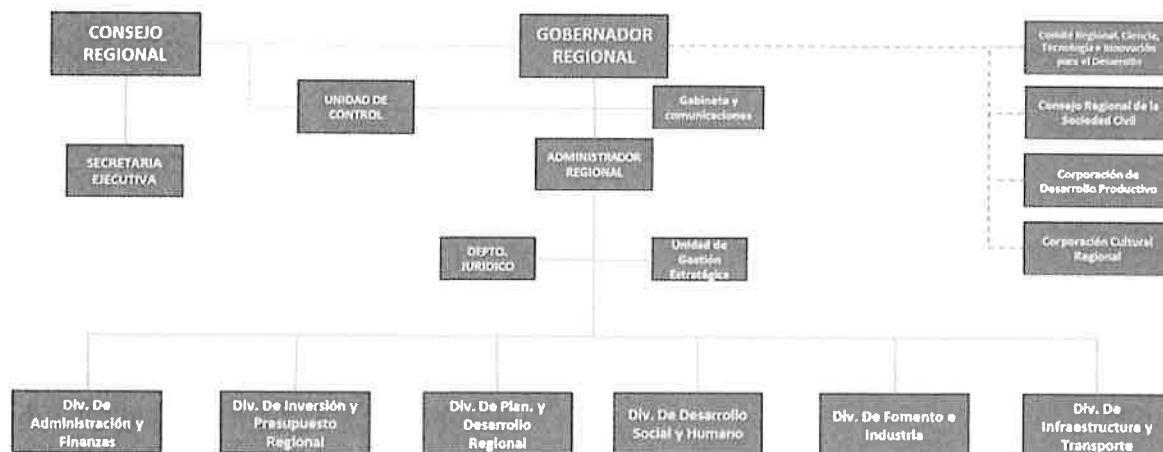 CONSEJO
REGIONAL
GOBERNADOR
REGIONAL
Comité Regional, Ciencia,
Tecnología e Innovación
para el Desarrollo
UNIDAD DE
CONTROL
Gabinete y
comunicaciones
Consejo Regional de la
Sociedad Civil
SECRETARIA
EJECUTIVA
ADMINISTRADOR
REGIONAL
Corporación de
Desarrollo Productivo
DEPTO.
JURIDICO
Unidad de
Gestión
Estratégica
Corporación Cultural
Regional
Div. De
Administración y
Finanzas
Div. De Inversión y
Presupuesto
Regional
Div. De Plan. y
Desarrollo
Regional
Div. De Desarrollo
Social y Humano
Div. De Fomento e
Industria
Div. De
Infraestructura y
Transporte